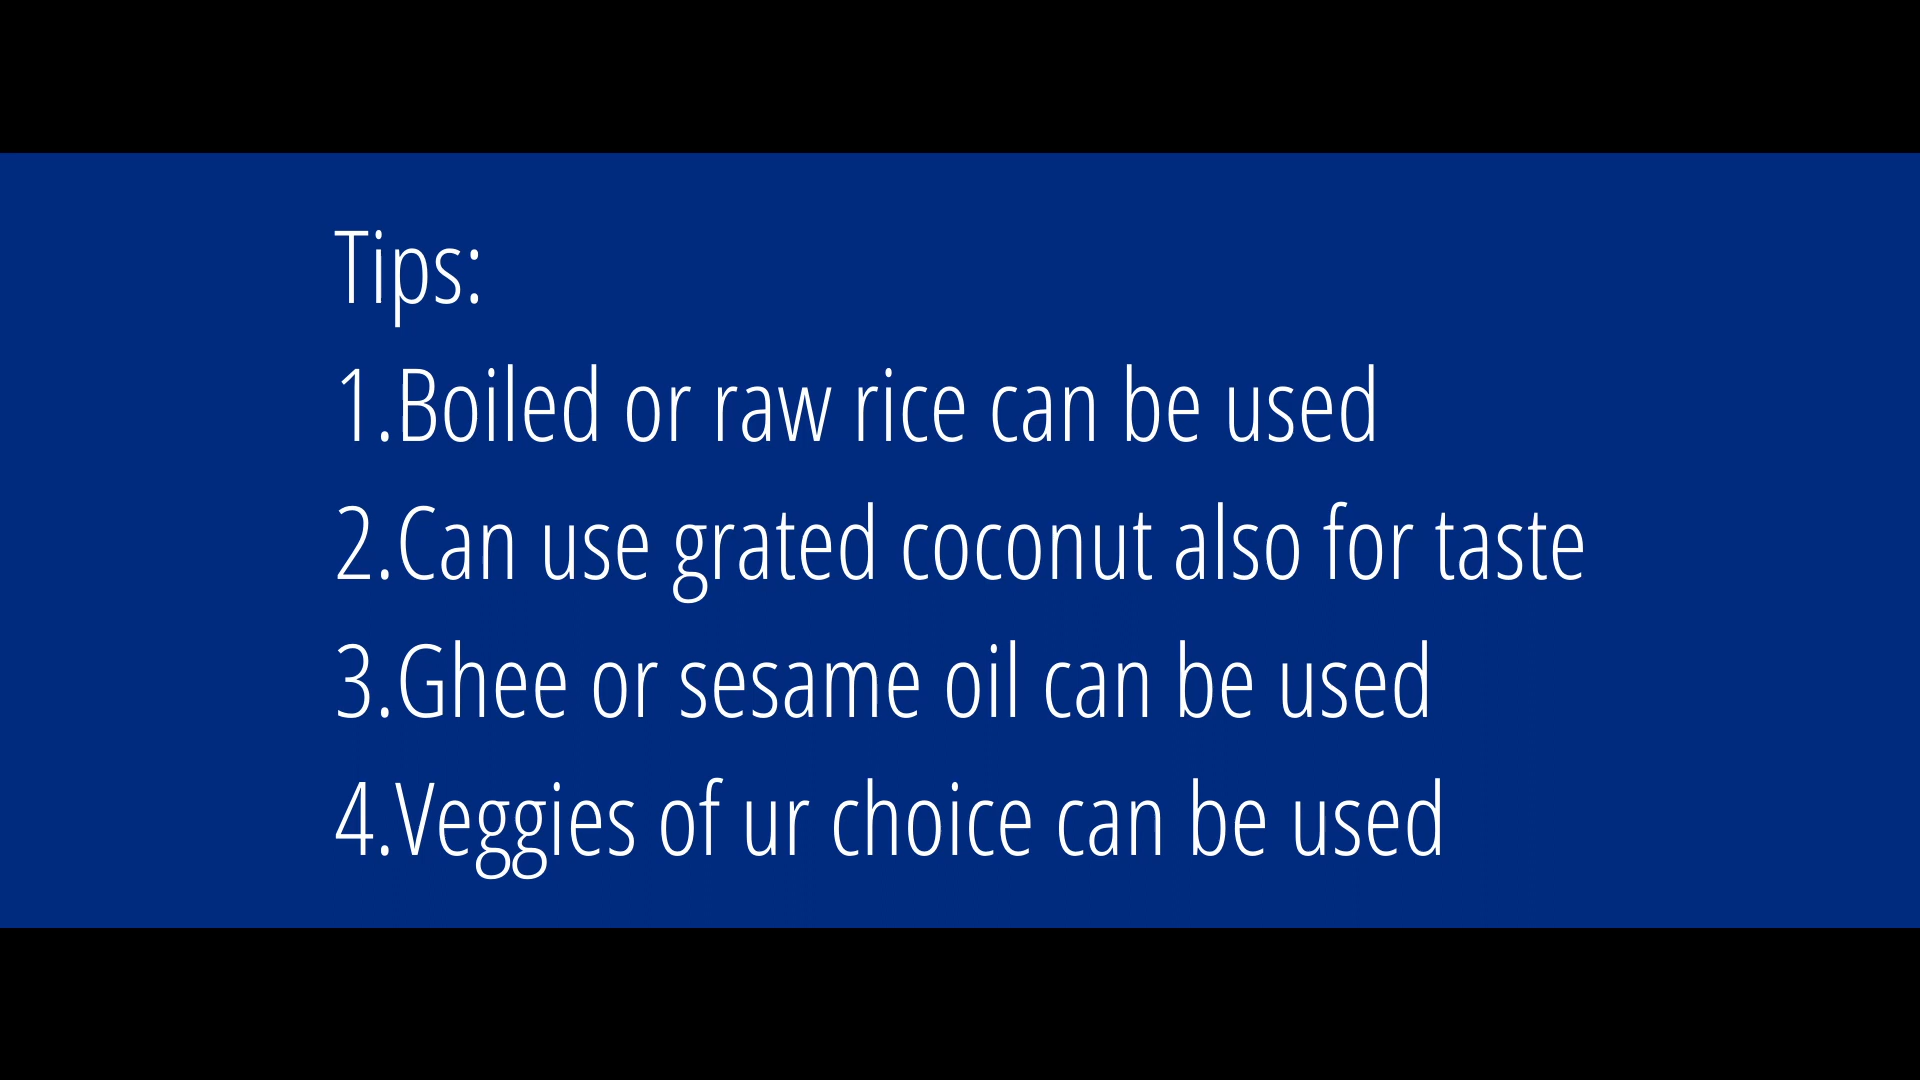 Tips:
1.Boiled or raw rice can be used
2.Can use grated coconut also for taste
3.Ghee or sesame oil can be used
4.Veggies of ur choice can be used